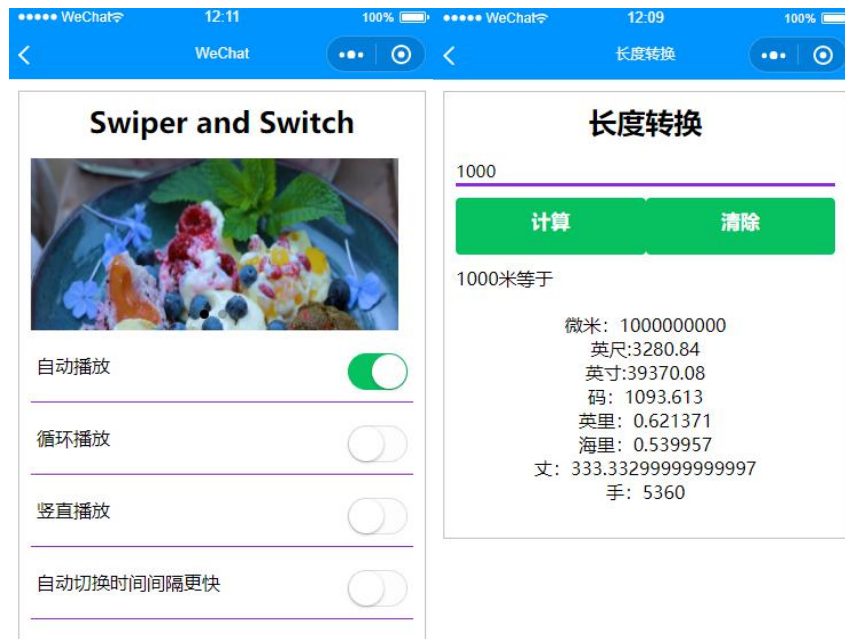 WeChat
12:11
100%
WeChat
Swiper and Switch
自动播放
循环播放
竖直播放
自动切换时间间隔更快
WeChat
12:09
100%
长度转换
长度转换
1000
计算
清除
1000米等于
微米：1000000000
英尺:3280.84
英寸:39370.08
码：1093.613
英里：0.621371
海里：0.539957
丈：333.33299999999997
手：5360